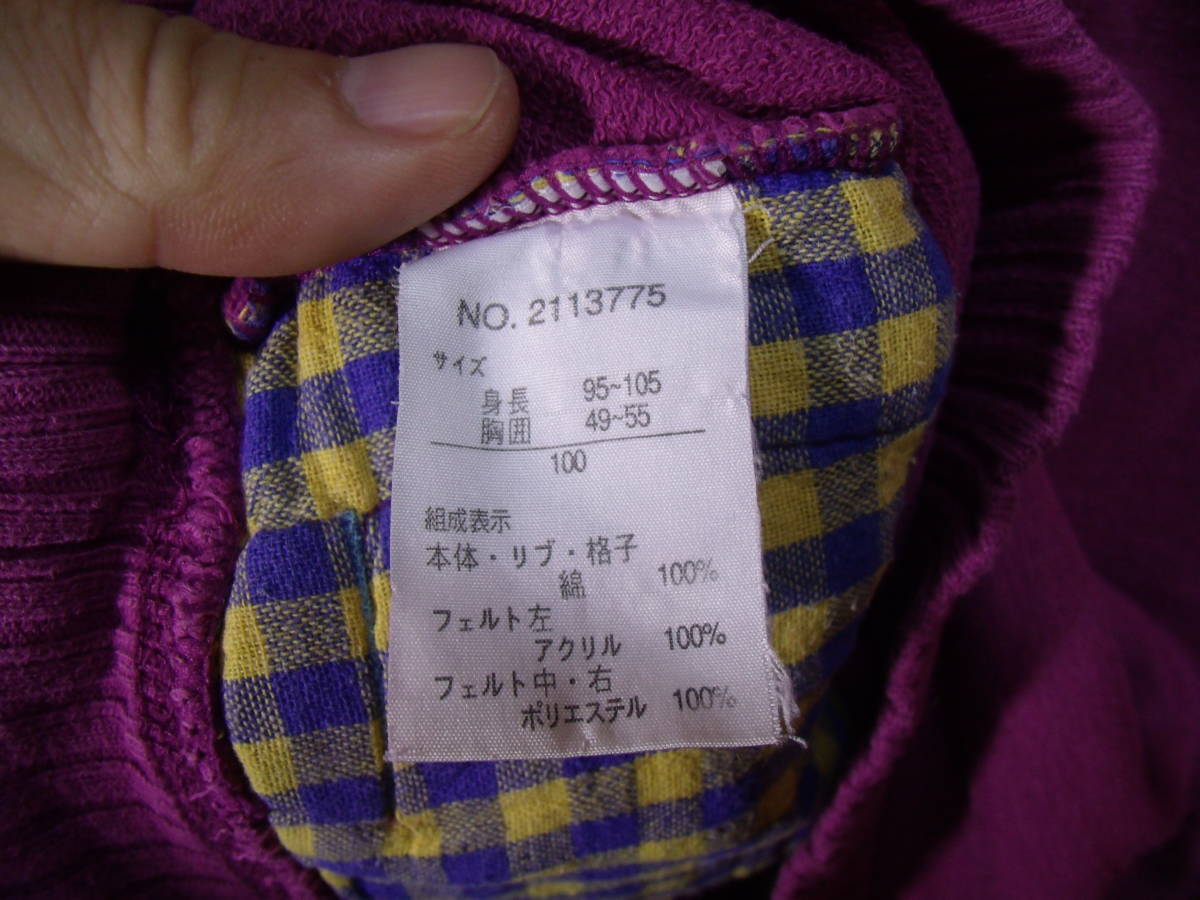 NO. 2113775
サイズ
身長 95~105
胸囲 49~55
100
組成表示
本体・リブ・格子
綿 100%
フェルト左
アクリル 100%
フェルト中・右
ポリエステル 100%